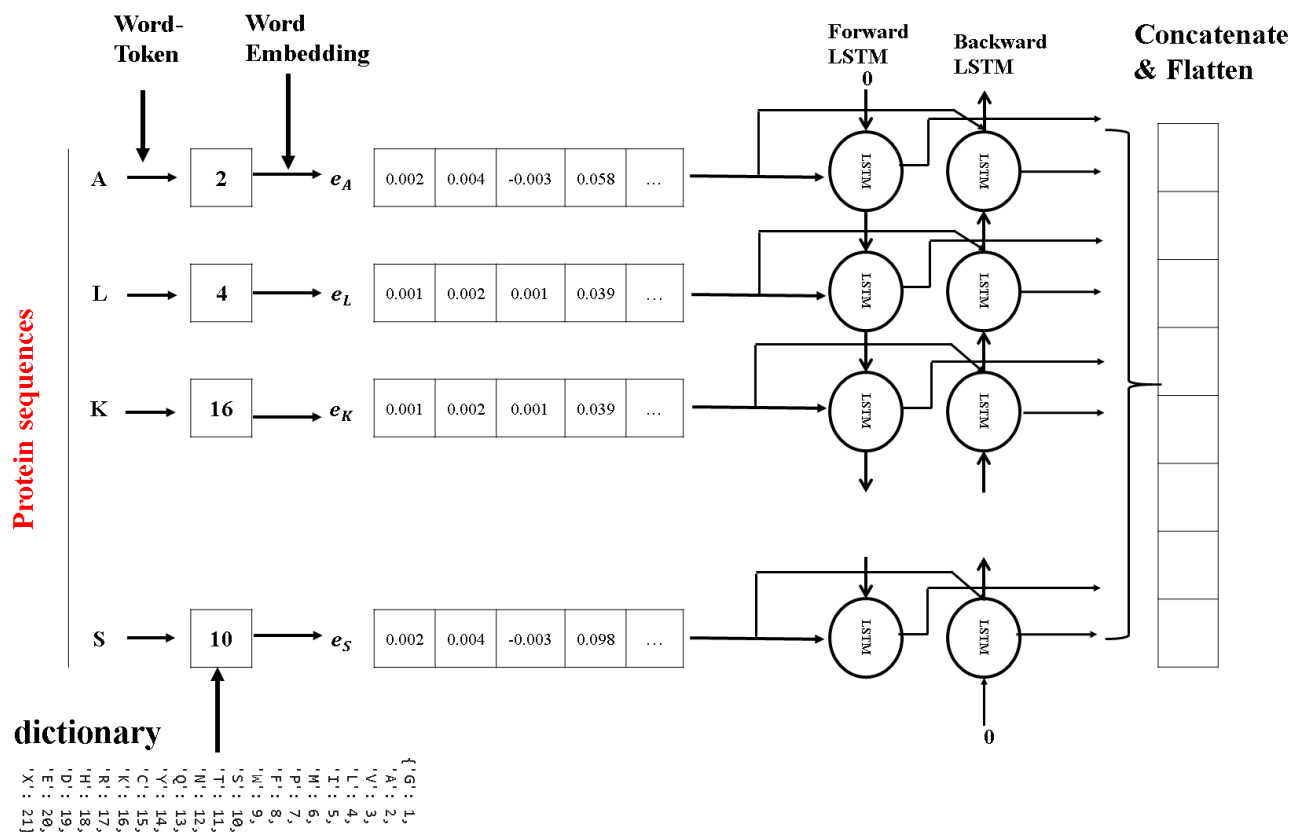 Word-
Token
Word
Embedding
Forward
LSTM
0
Backward
LSTM
Concatenate
& Flatten
Protein sequences
A
2
e_A
0.002 0.004 -0.003 0.058 ...
LSTM
LSTM
L
4
e_L
0.001 0.002 0.001 0.039 ...
LSTM
LSTM
K
16
e_K
0.001 0.002 0.001 0.039 ...
LSTM
LSTM
S
10
e_S
0.002 0.004 -0.003 0.098 ...
LSTM
LSTM
0
dictionary
{'G': 1,
'A': 2,
'V': 3,
'L': 4,
'I': 5,
'M': 6,
'P': 7,
'F': 8,
'W': 9,
'S': 10,
'T': 11,
'N': 12,
'Q': 13,
'Y': 14,
'C': 15,
'K': 16,
'R': 17,
'H': 18,
'D': 19,
'E': 20,
'X': 21}